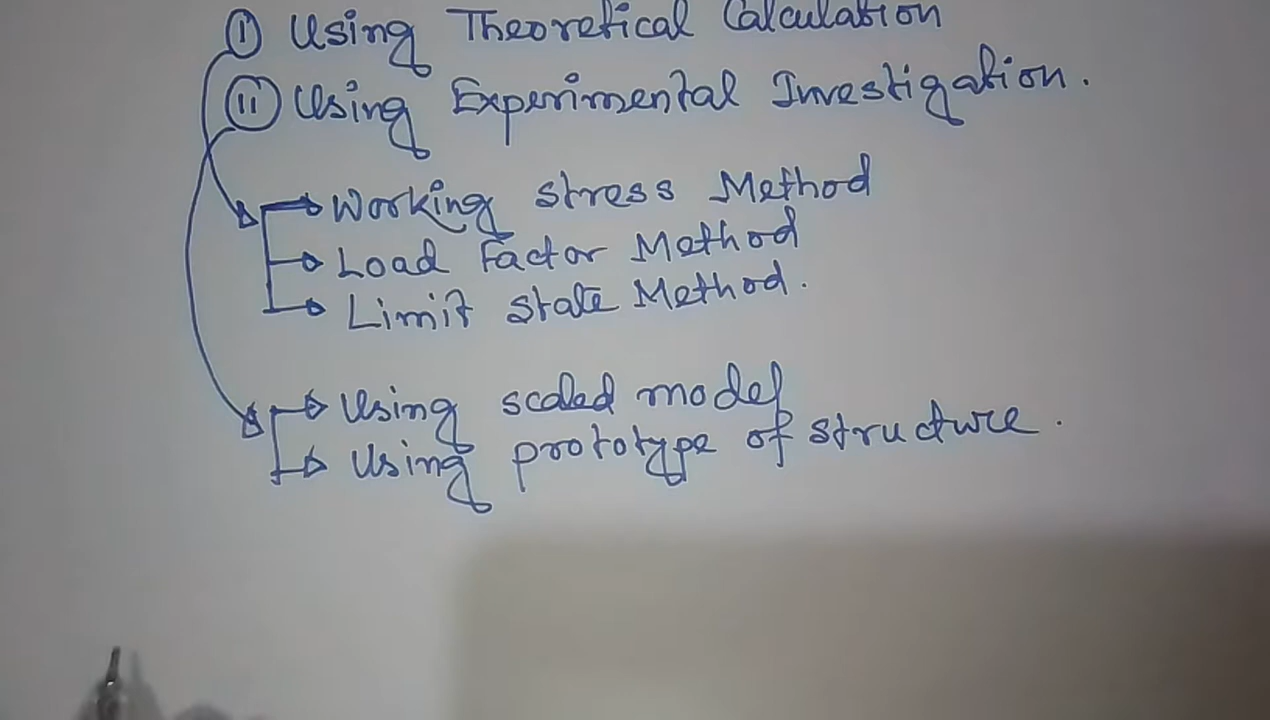 I Using Theoretical Calculation
II Using Experimental Investigation.
Working stress Method
Load Factor Method
Limit State Method.
Using scaled model
Using prototype of structure.